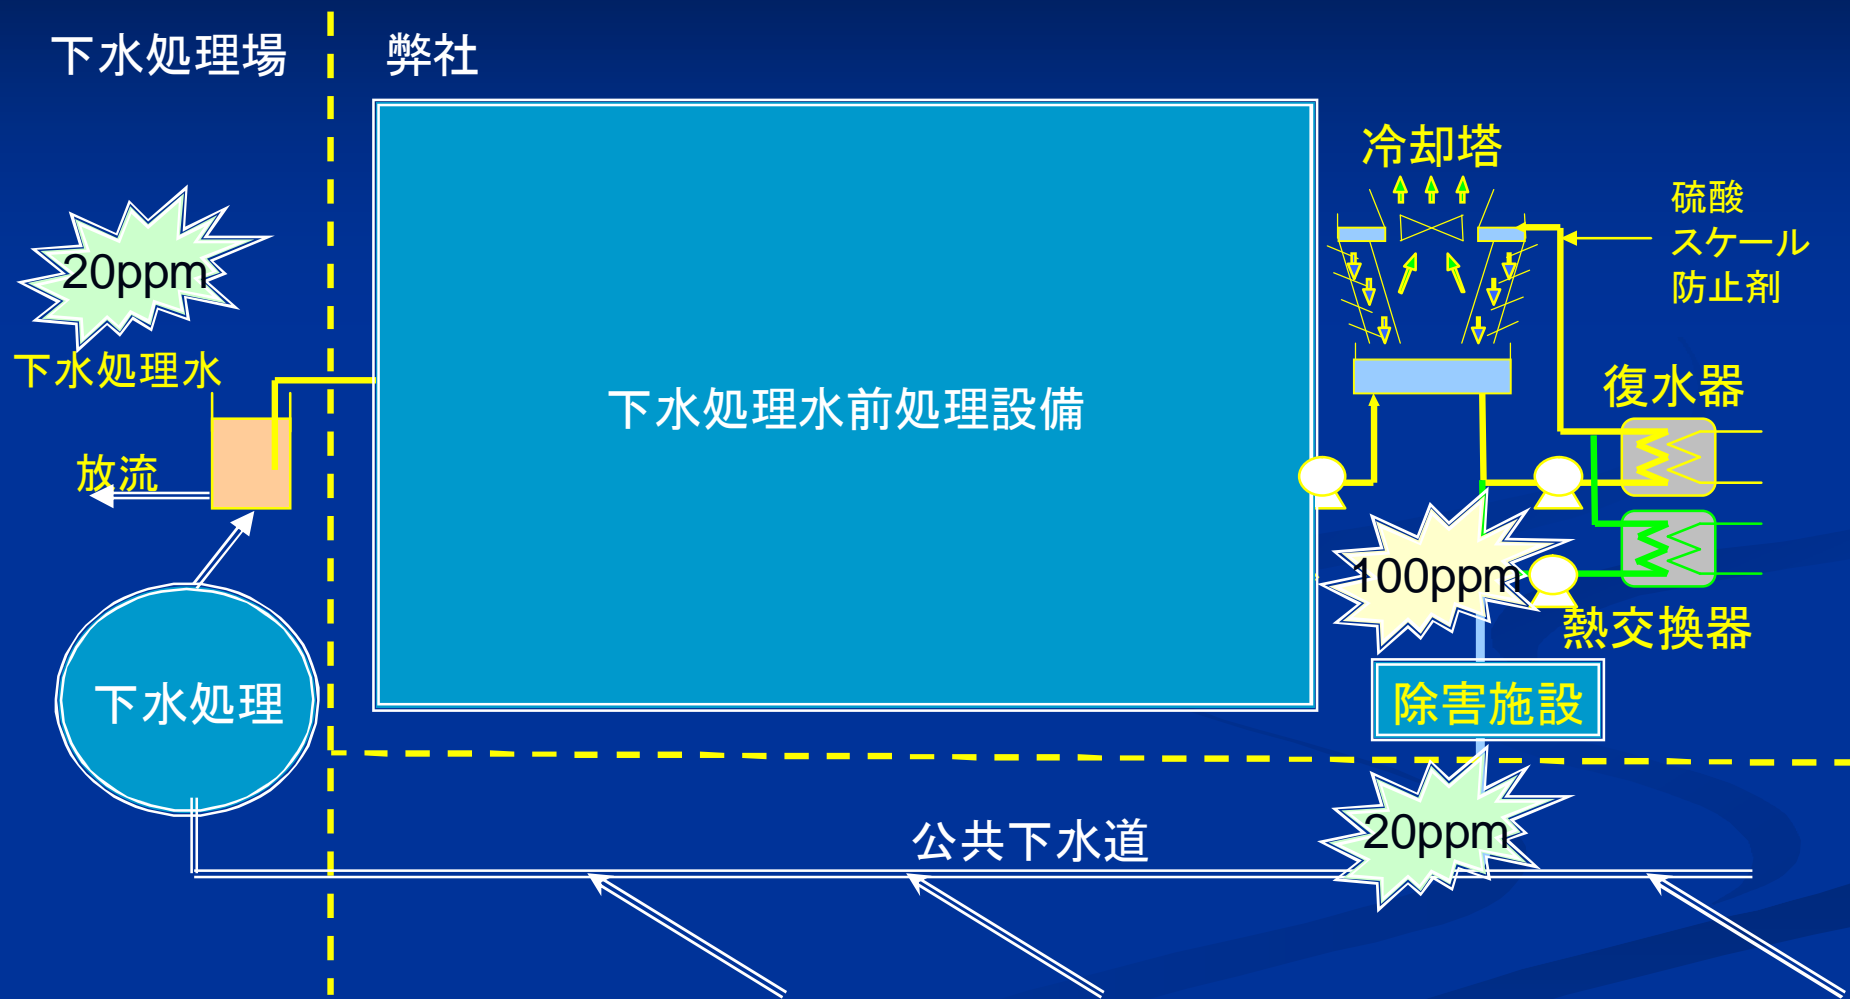 下水処理場
弊社
冷却塔
硫酸
スケール
防止剤
20ppm
下水処理水
復水器
下水処理水前処理設備
放流
100ppm
熱交換器
下水処理
除害施設
公共下水道
20ppm